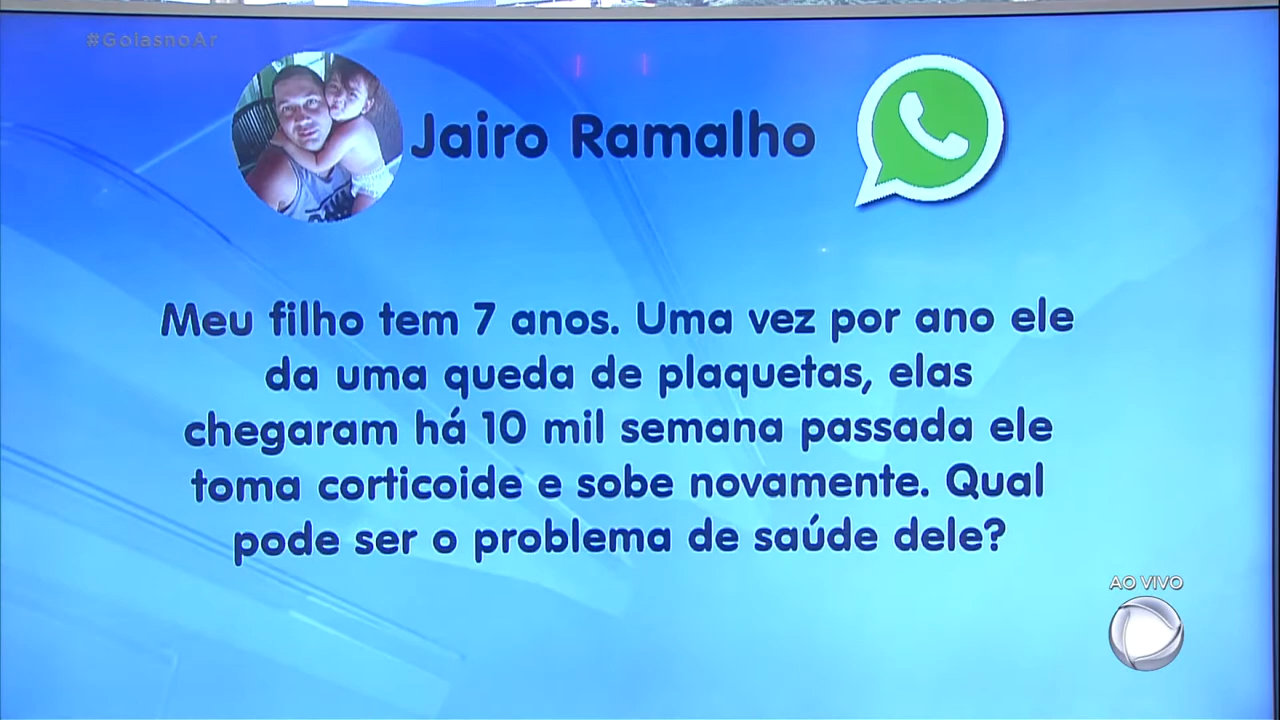 #GoiasnoAr
Jairo Ramalho
Meu filho tem 7 anos. Uma vez por ano ele
da uma queda de plaquetas, elas
chegaram há 10 mil semana passada ele
toma corticoide e sobe novamente. Qual
pode ser o problema de saúde dele?
AO VIVO